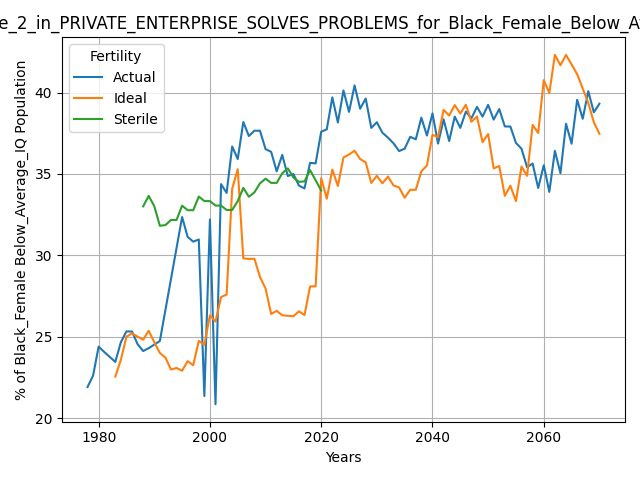 e_2_in_PRIVATE_ENTERPRISE_SOLVES_PROBLEMS_for_Black_Female_Below_A
Fertility
Actual
Ideal
Sterile
% of Black_Female Below_Average_IQ Population
40
35
30
25
20
1980
2000
2020
2040
2060
Years